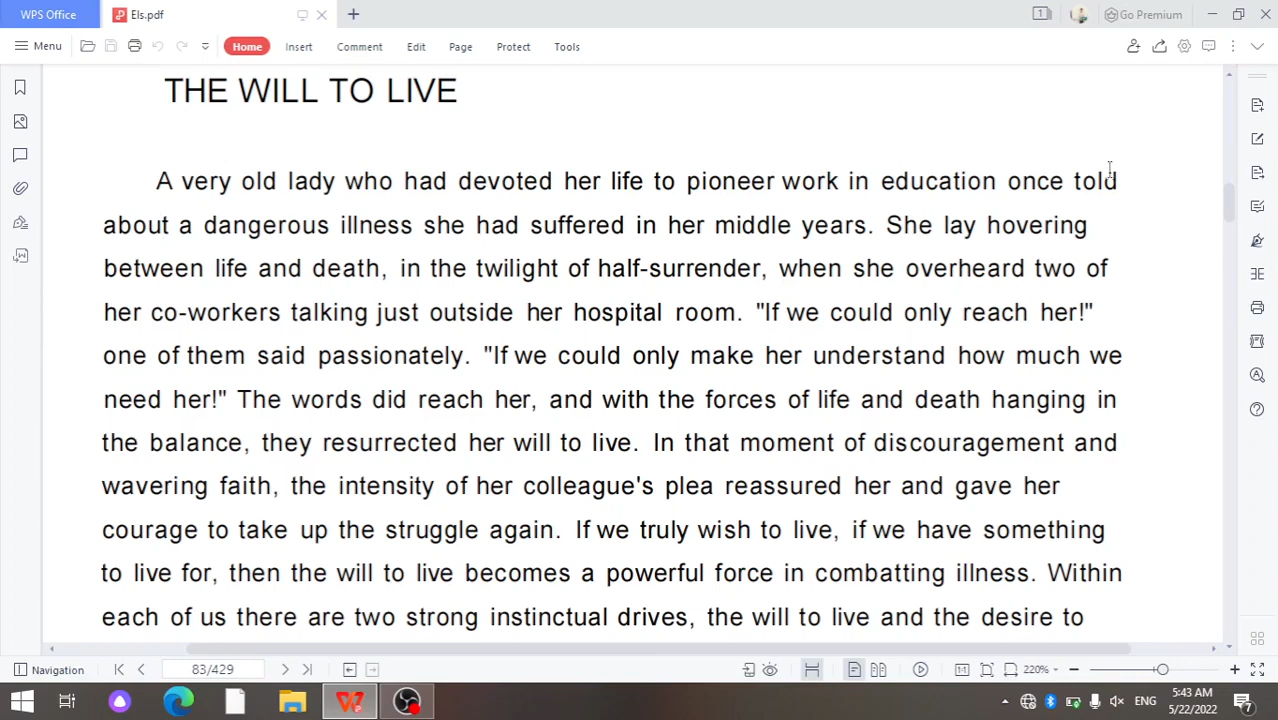 WPS Office
Els.pdf
1
Go Premium
Menu
Home
Insert
Comment
Edit
Page
Protect
Tools
THE WILL TO LIVE
A very old lady who had devoted her life to pioneer work in education once told
about a dangerous illness she had suffered in her middle years. She lay hovering
between life and death, in the twilight of half-surrender, when she overheard two of
her co-workers talking just outside her hospital room. "If we could only reach her!"
one of them said passionately. "If we could only make her understand how much we
need her!" The words did reach her, and with the forces of life and death hanging in
the balance, they resurrected her will to live. In that moment of discouragement and
wavering faith, the intensity of her colleague's plea reassured her and gave her
courage to take up the struggle again. If we truly wish to live, if we have something
to live for, then the will to live becomes a powerful force in combatting illness. Within
each of us there are two strong instinctual drives, the will to live and the desire to
Navigation
83/429
220%
ENG
5:43 AM
5/22/2022
7